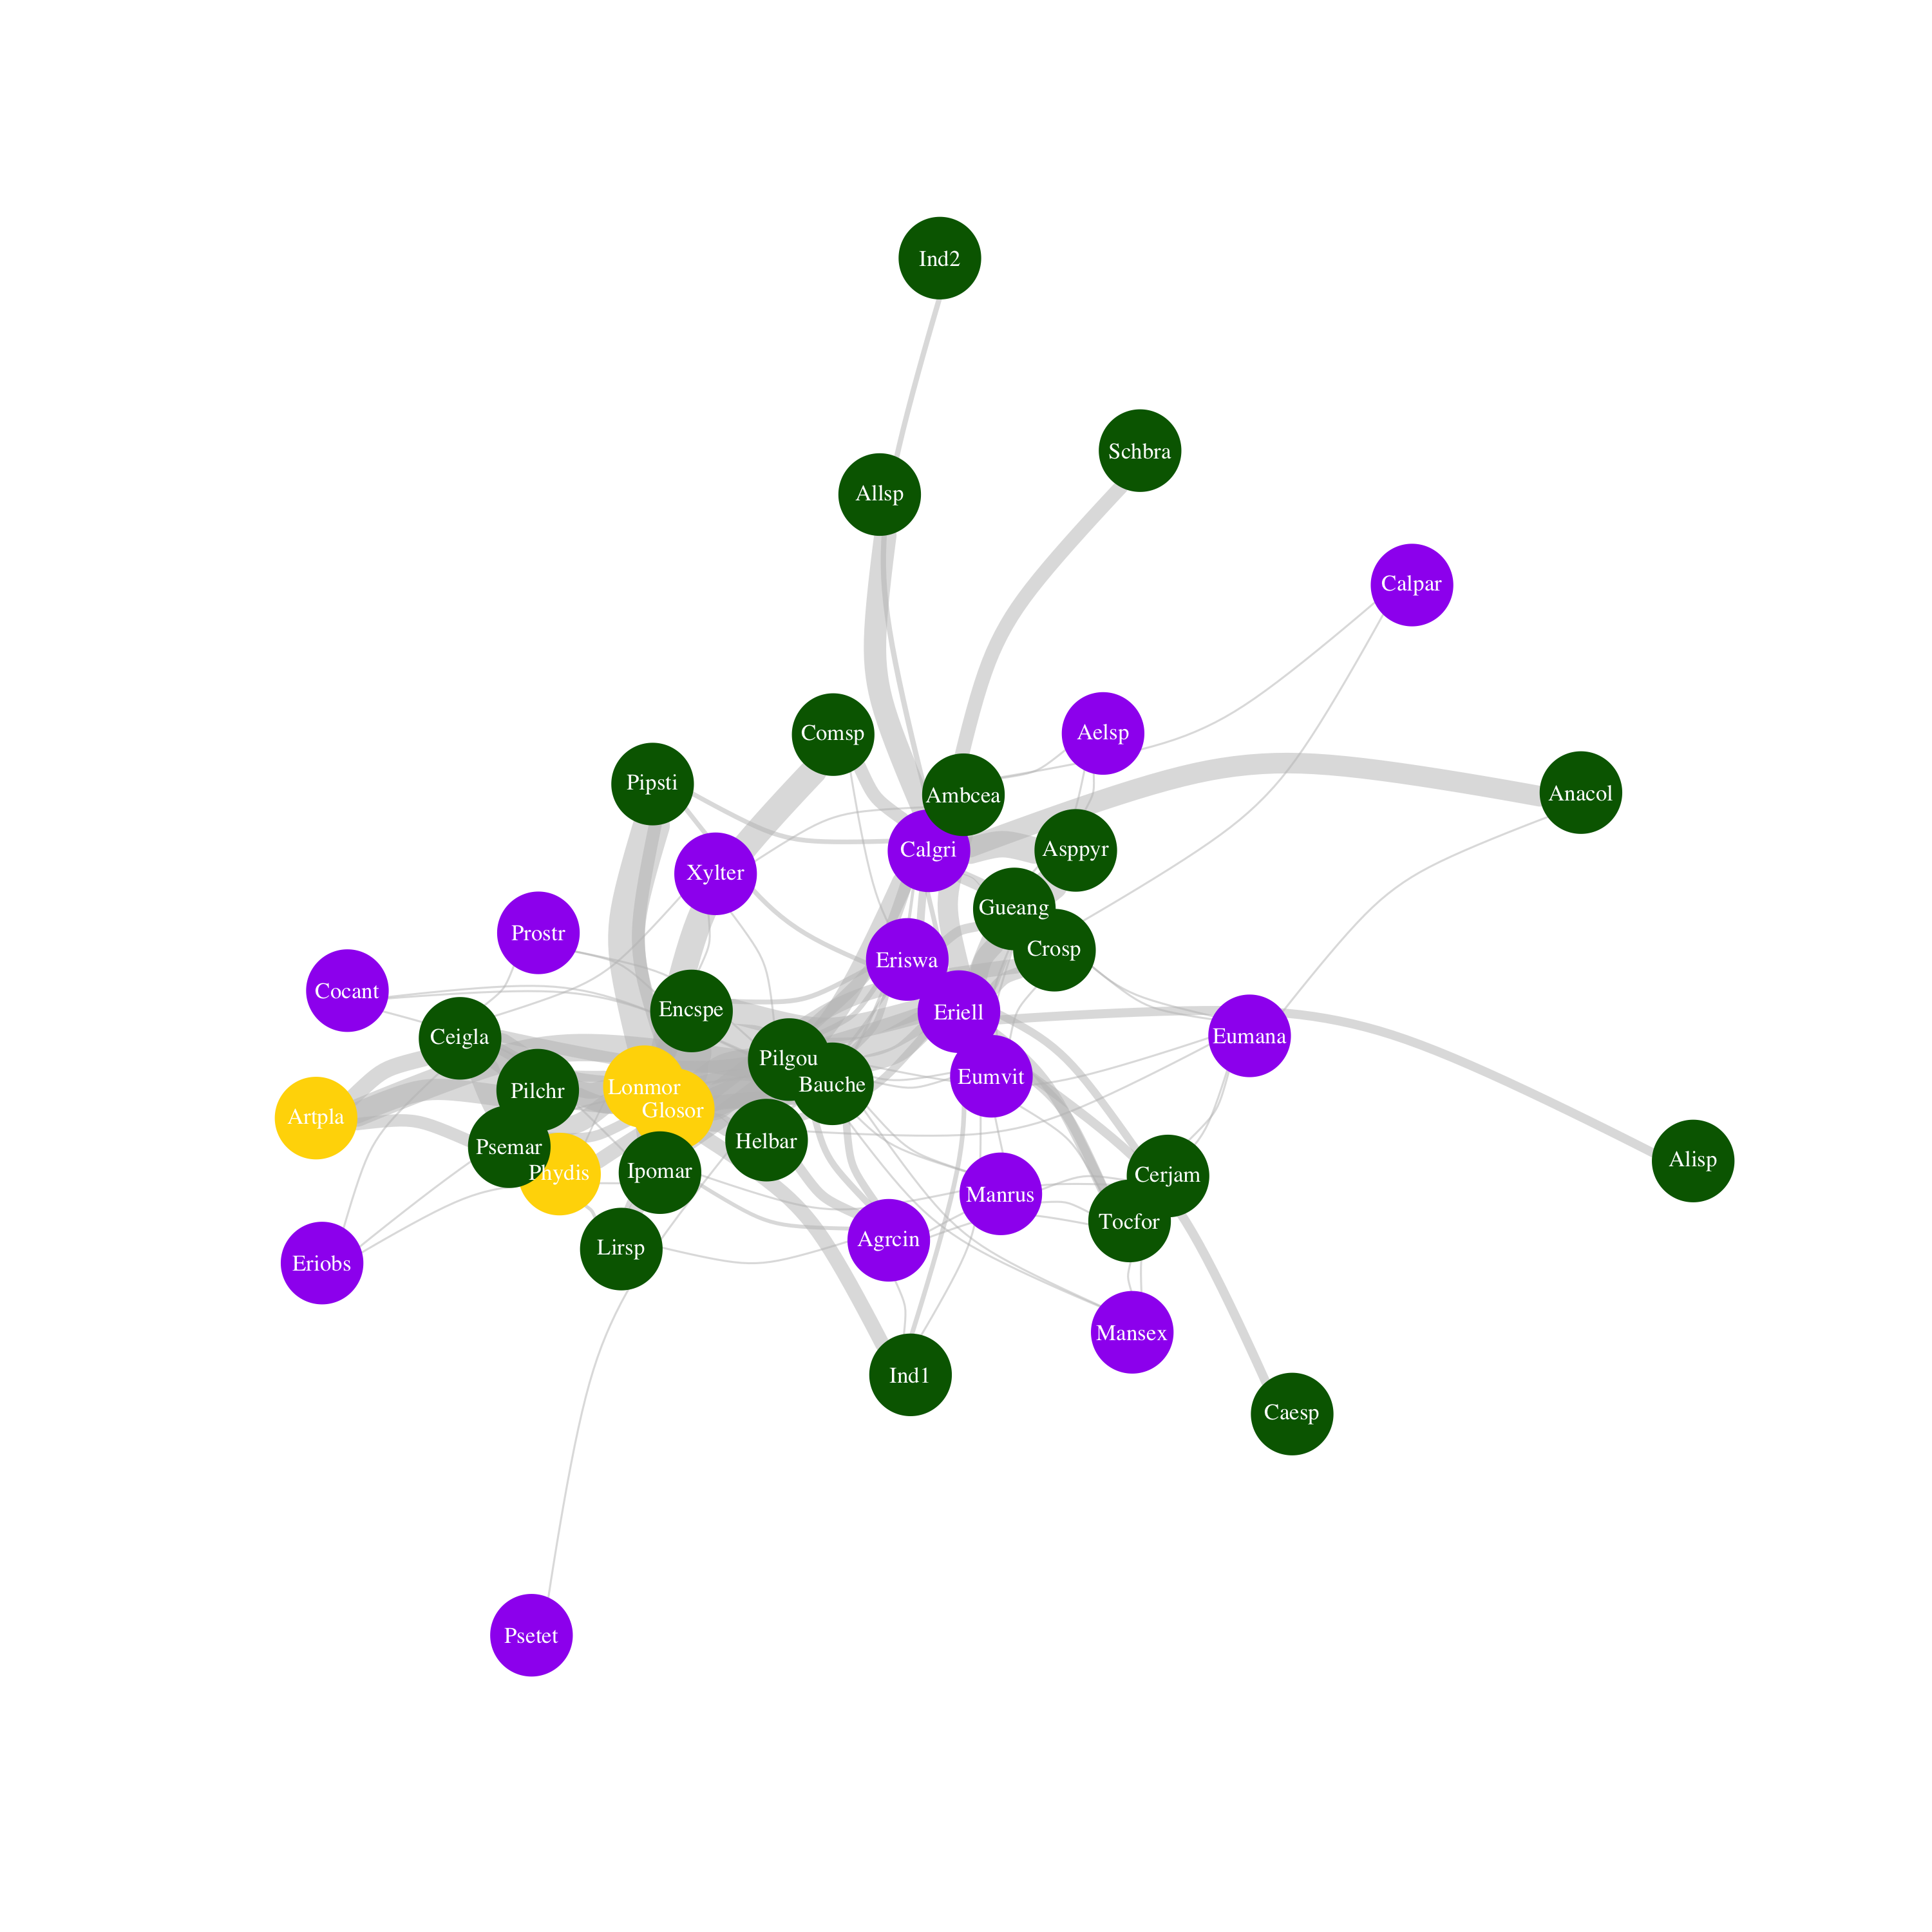 Ind2
Schbra
Allsp
Calpar
Aelsp
Comsp
Pipsti
Ambcea
Anacol
Calgri
Asppyr
Xylter
Gueang
Prostr
Crosp
Eriswa
Cocant
Encspe
Eriell
Ceigla
Eumana
Pilgou
Eumvit
Bauche
Lonmor
Pilchr
Glosor
Artpla
Helbar
Psemar
Alisp
Phydis
Ipomar
Cerjam
Manrus
Tocfor
Agrcin
Lirsp
Eriobs
Mansex
Ind1
Caesp
Psetet